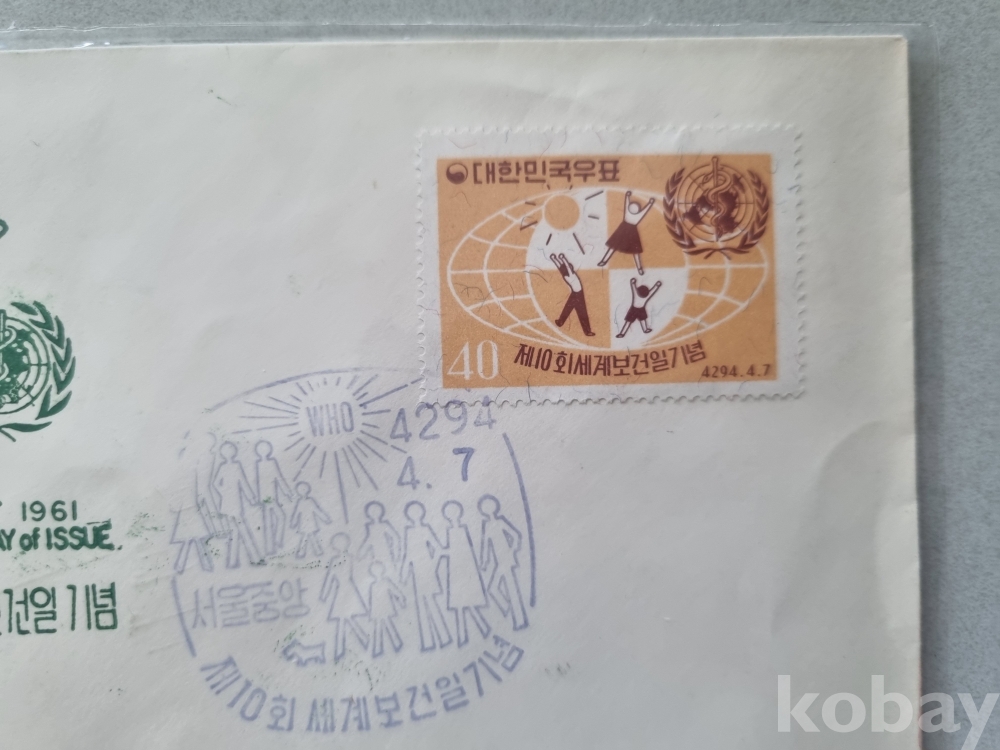 대한민국우표
40
제10회세계보건일기념
4294.4.7
WHO
4294
4. 7
서울중앙
제10회 세계보건일기념
1961
AY of ISSUE.
건일기념
kobay